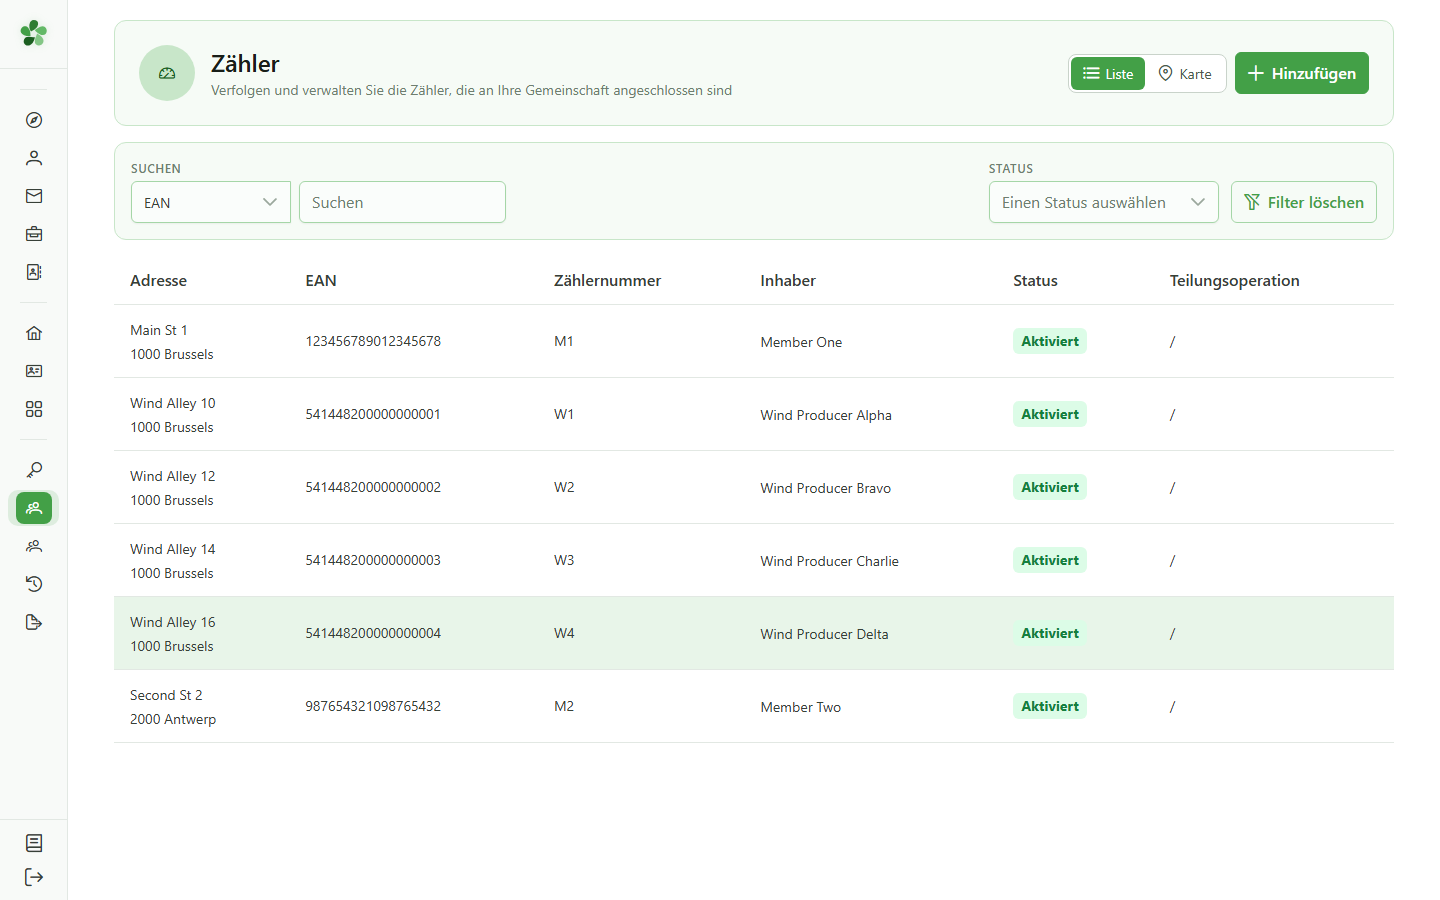 Zähler
Verfolgen und verwalten Sie die Zähler, die an Ihre Gemeinschaft angeschlossen sind
Liste
Karte
Hinzufügen
SUCHEN
EAN
Suchen
STATUS
Einen Status auswählen
Filter löschen
Adresse EAN Zählernummer Inhaber Status Teilungsoperation
Main St 1
1000 Brussels
123456789012345678 M1 Member One Aktiviert /
Wind Alley 10
1000 Brussels
541448200000000001 W1 Wind Producer Alpha Aktiviert /
Wind Alley 12
1000 Brussels
541448200000000002 W2 Wind Producer Bravo Aktiviert /
Wind Alley 14
1000 Brussels
541448200000000003 W3 Wind Producer Charlie Aktiviert /
Wind Alley 16
1000 Brussels
541448200000000004 W4 Wind Producer Delta Aktiviert /
Second St 2
2000 Antwerp
987654321098765432 M2 Member Two Aktiviert /